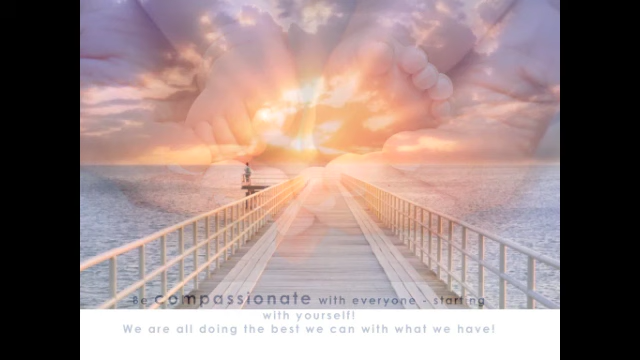 Be compassionate with everyone - starting
with yourself!
We are all doing the best we can with what we have!